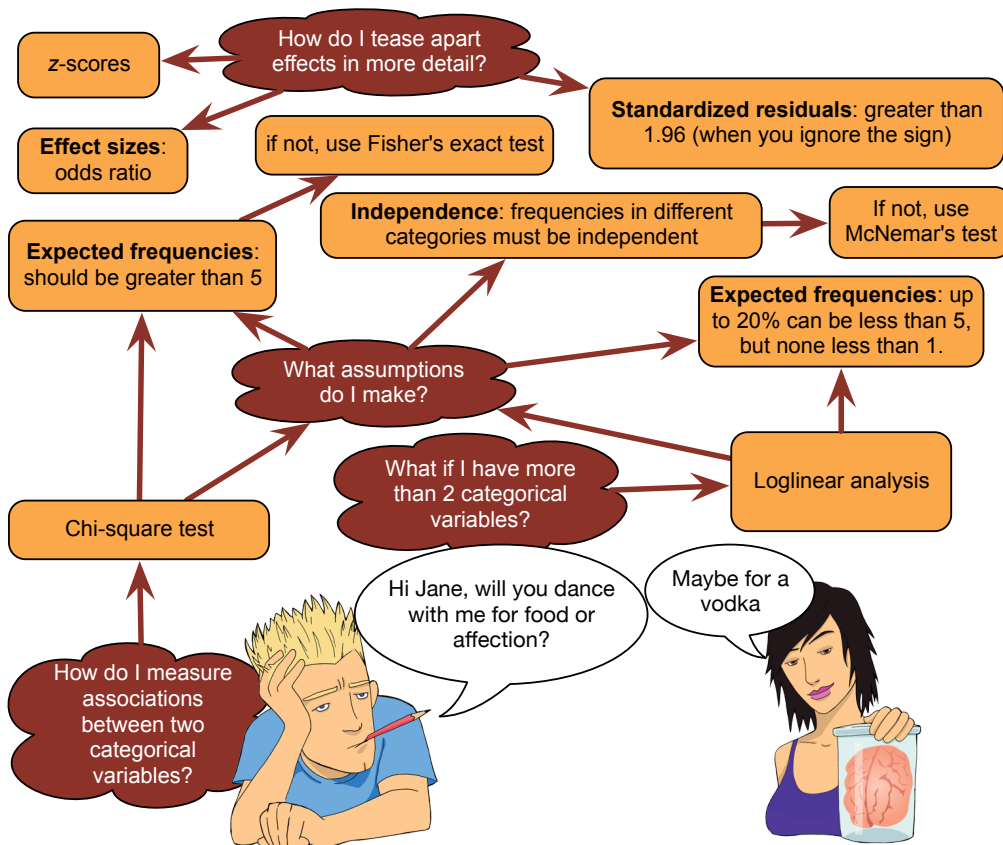 How do I tease apart
effects in more detail?
z-scores
Standardized residuals: greater than
1.96 (when you ignore the sign)
Effect sizes:
odds ratio
if not, use Fisher's exact test
Independence: frequencies in different
categories must be independent
If not, use
McNemar's test
Expected frequencies:
should be greater than 5
Expected frequencies: up
to 20% can be less than 5,
but none less than 1.
What assumptions
do I make?
What if I have more
than 2 categorical
variables?
Loglinear analysis
Chi-square test
Hi Jane, will you dance
with me for food or
affection?
Maybe for a
vodka
How do I measure
associations
between two
categorical
variables?